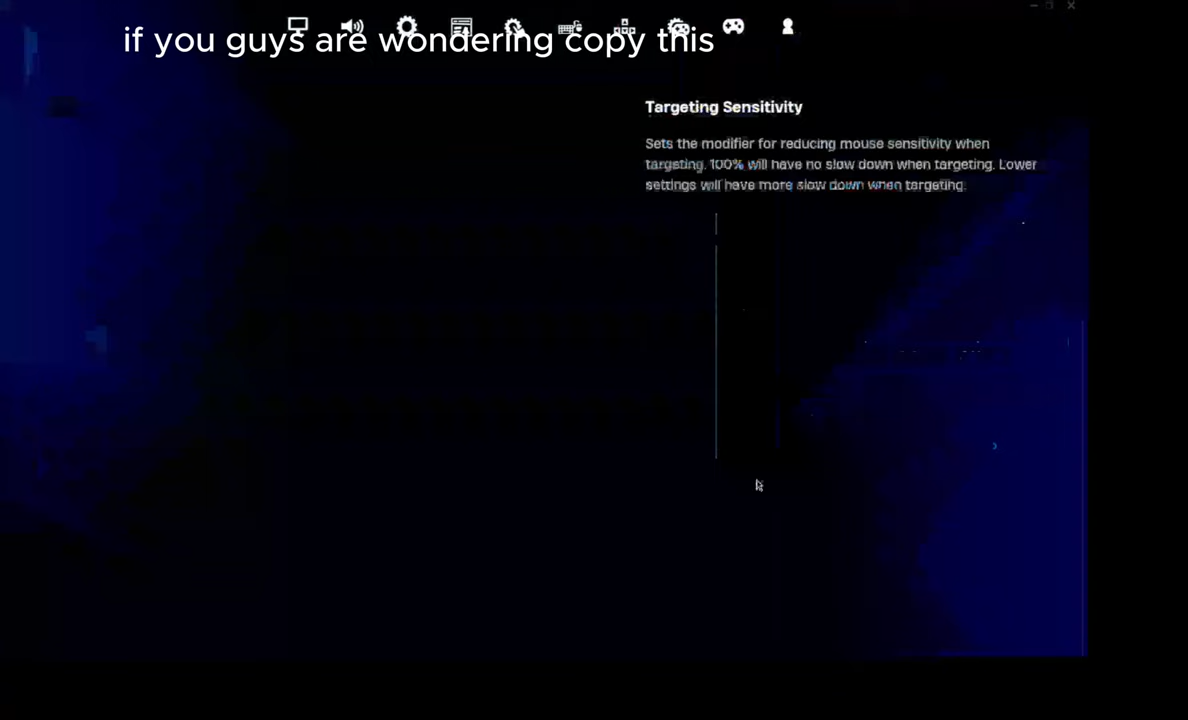 if you guys are wondering copy this
Targeting Sensitivity
Sets the modifier for reducing mouse sensitivity when
targeting. 100% will have no slow down when targeting. Lower
settings will have more slow down when targeting.